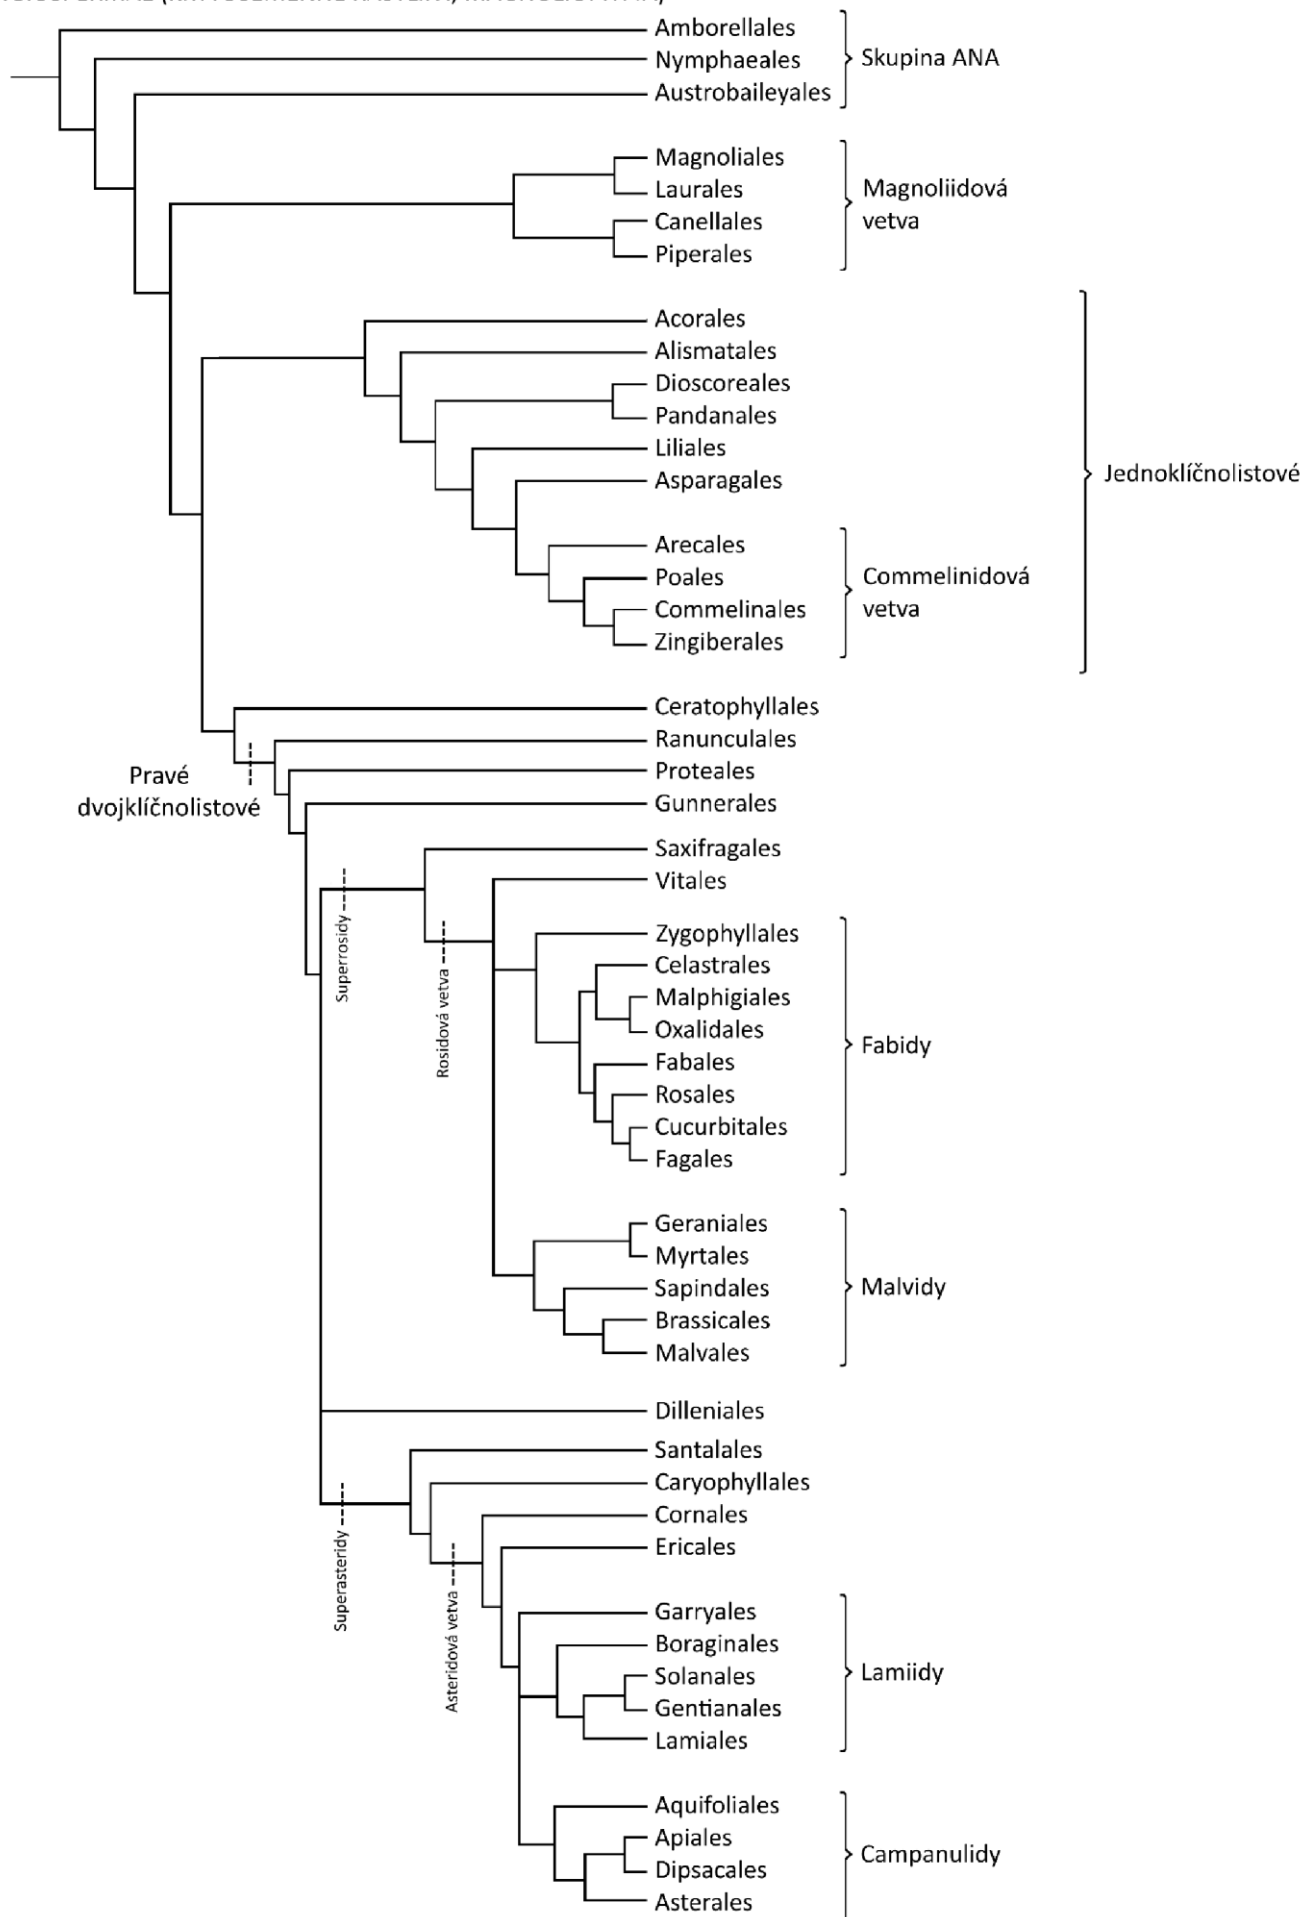 Amborellales
Nymphaeales
Skupina ANA
Austrobaileyales
Magnoliales
Laurales
Magnoliidová
vetva
Canellales
Piperales
Acorales
Alismatales
Dioscoreales
Pandanales
Liliales
Asparagales
Jednoklíčnolistové
Arecales
Poales
Commelinales
Zingiberales
Commelinidová
vetva
Ceratophyllales
Ranunculales
Pravé
dvojklíčnolistové
Proteales
Gunnerales
Saxifragales
Vitales
Superrosidy
Rosidová vetva
Zygophyllales
Celastrales
Malphigiales
Oxalidales
Fabidy
Fabales
Rosales
Cucurbitales
Fagales
Geraniales
Myrtales
Sapindales
Malvidy
Brassicales
Malvales
Dilleniales
Santalales
Caryophyllales
Cornales
Ericales
Superasteridy
Asteridová vetva
Garryales
Boraginales
Solanales
Lamiidy
Gentianales
Lamiales
Aquifoliales
Apiales
Campanulidy
Dipsacales
Asterales